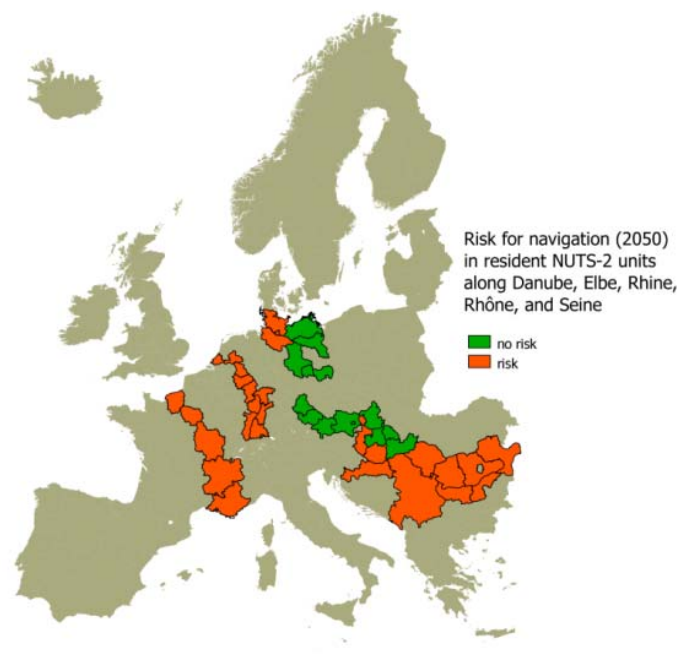 Risk for navigation (2050)
in resident NUTS-2 units
along Danube, Elbe, Rhine,
Rhône, and Seine
no risk
risk